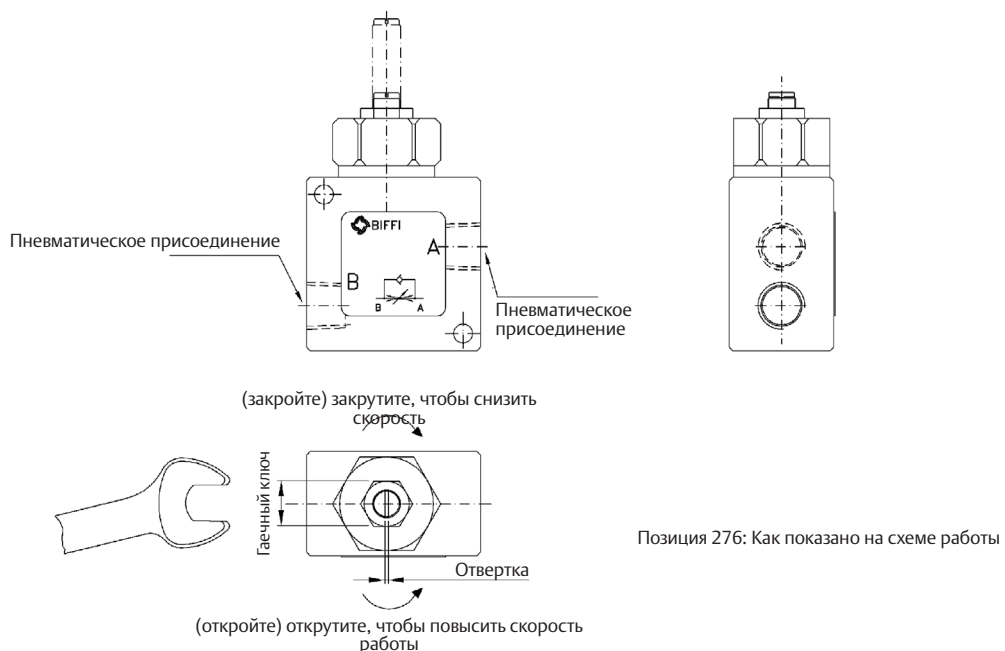 BIFFI
Пневматическое присоединение
A
B
B A
Пневматическое
присоединение
(закройте) закрутите, чтобы снизить
скорость
Гаечный ключ
Позиция 276: Как показано на схеме работы
Отвертка
(откройте) открутите, чтобы повысить скорость
работы